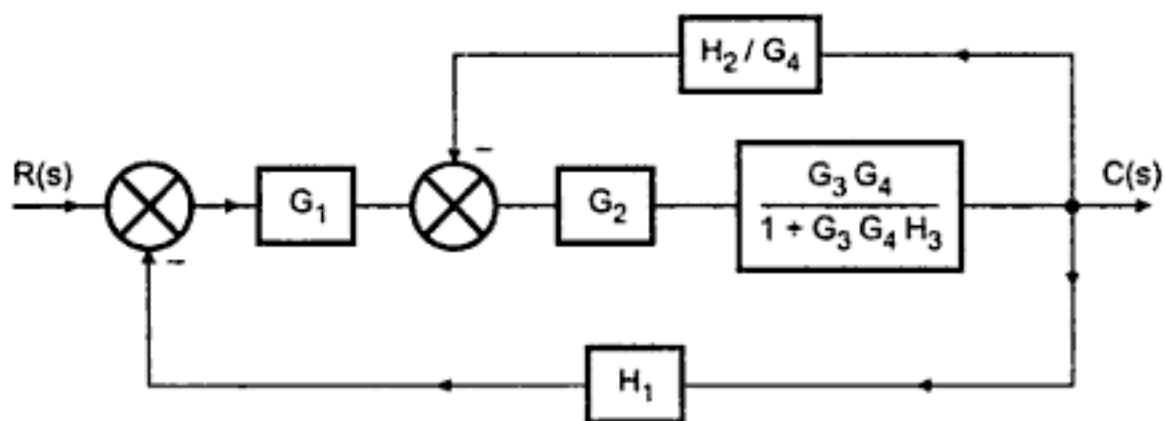 H₂ / G₄
R(s)
G₁
-
G₂
G₃ G₄
1 + G₃ G₄ H₃
C(s)
-
H₁